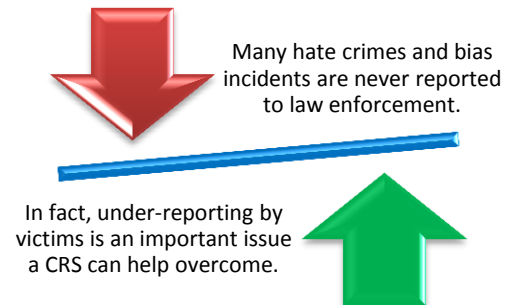 Many hate crimes and bias
incidents are never reported
to law enforcement.
In fact, under-reporting by
victims is an important issue
a CRS can help overcome.